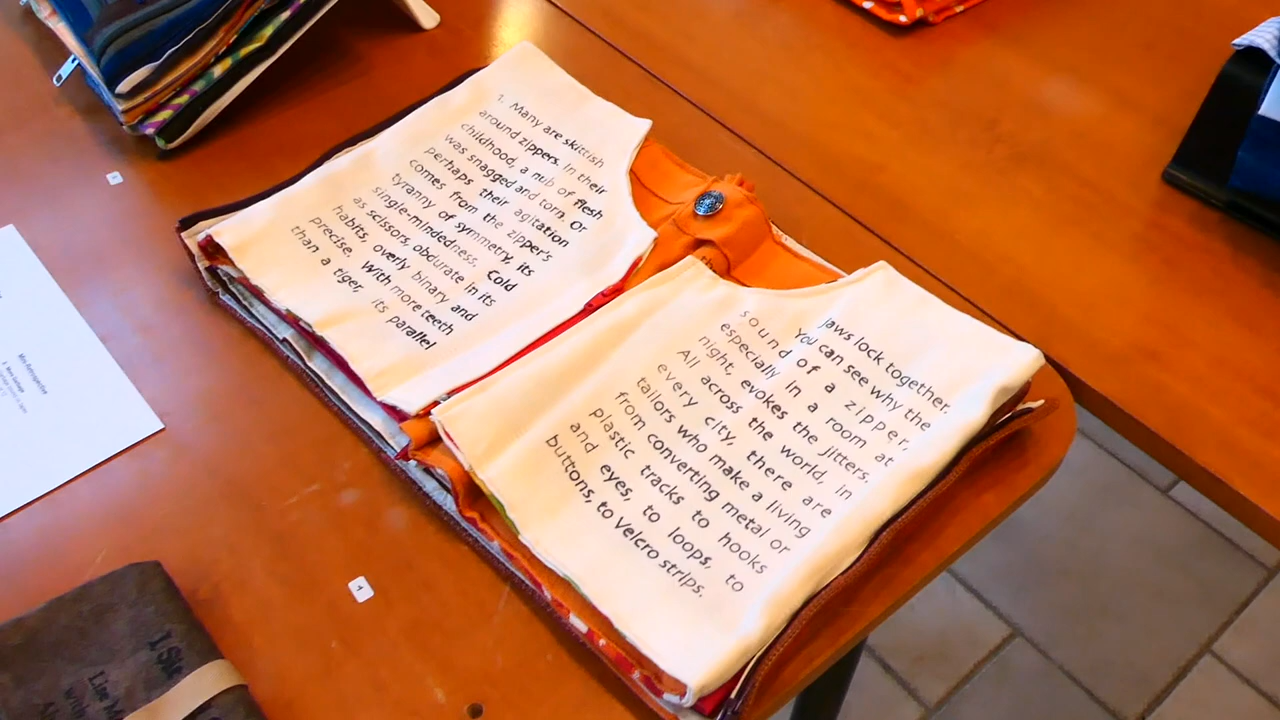 1. Many are skittish
around zippers. In their
childhood, a nub of flesh
was snagged and torn. Or
perhaps their agitation
comes from the zipper's
tyranny of symmetry, its
single-mindedness. Cold
as scissors, obdurate in its
habits, overly binary and
precise. With more teeth
than a tiger, its parallel
jaws lock together.
You can see why the
sound of a zipper,
especially in a room at
night, evokes the jitters.
All across the world, in
every city, there are
tailors who make a living
from converting metal or
plastic tracks to hooks
and eyes, to loops, to
buttons, to Velcro strips.
the